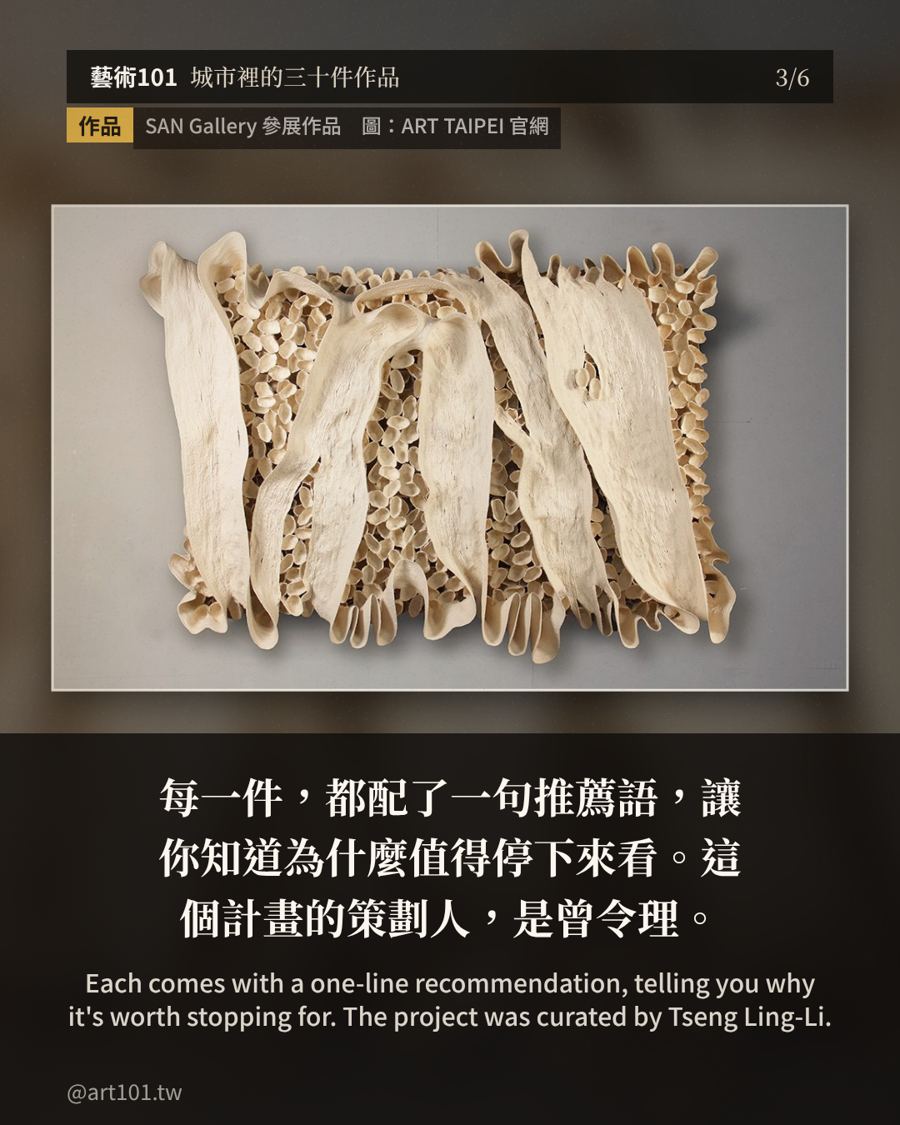 藝術101 城市裡的三十件作品 3/6
作品 SAN Gallery 參展作品 圖：ART TAIPEI 官網
每一件，都配了一句推薦語，讓
你知道為什麼值得停下來看。這
個計畫的策劃人，是曾令理。
Each comes with a one-line recommendation, telling you why
it's worth stopping for. The project was curated by Tseng Ling-Li.
@art101.tw